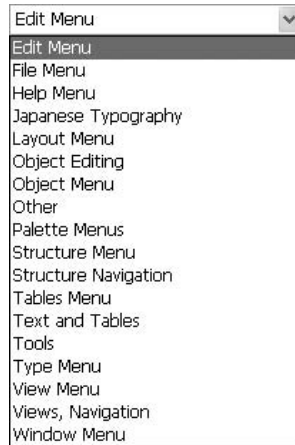 Edit Menu
Edit Menu
File Menu
Help Menu
Japanese Typography
Layout Menu
Object Editing
Object Menu
Other
Palette Menus
Structure Menu
Structure Navigation
Tables Menu
Text and Tables
Tools
Type Menu
View Menu
Views, Navigation
Window Menu